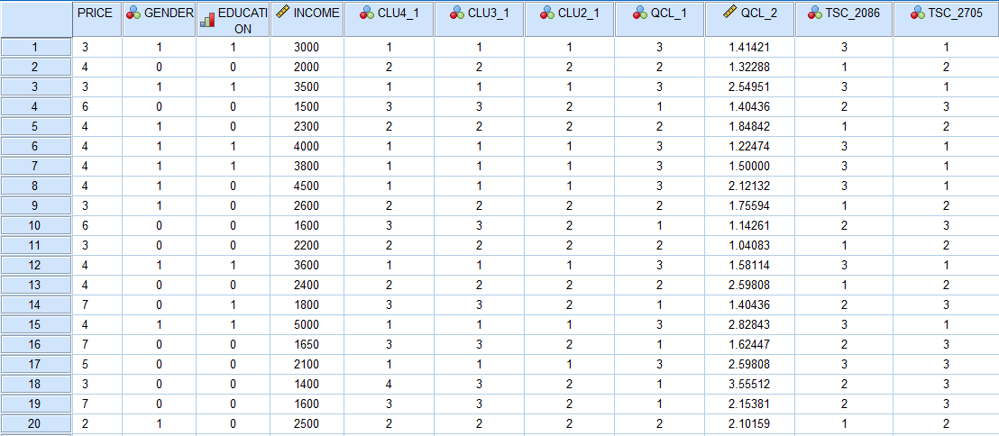 PRICE GENDER EDUCATI ON INCOME CLU4_1 CLU3_1 CLU2_1 QCL_1 QCL_2 TSC_2086 TSC_2705
1 3 1 1 3000 1 1 1 3 1.41421 3 1
2 4 0 0 2000 2 2 2 2 1.32288 1 2
3 3 1 1 3500 1 1 1 3 2.54951 3 1
4 6 0 0 1500 3 3 2 1 1.40436 2 3
5 4 1 0 2300 2 2 2 2 1.84842 1 2
6 4 1 1 4000 1 1 1 3 1.22474 3 1
7 4 1 1 3800 1 1 1 3 1.50000 3 1
8 4 1 0 4500 1 1 1 3 2.12132 3 1
9 3 1 0 2600 2 2 2 2 1.75594 1 2
10 6 0 0 1600 3 3 2 1 1.14261 2 3
11 3 0 0 2200 2 2 2 2 1.04083 1 2
12 4 1 1 3600 1 1 1 3 1.58114 3 1
13 4 0 0 2400 2 2 2 2 2.59808 1 2
14 7 0 1 1800 3 3 2 1 1.40436 2 3
15 4 1 1 5000 1 1 1 3 2.82843 3 1
16 7 0 0 1650 3 3 2 1 1.62447 2 3
17 5 0 0 2100 1 1 1 3 2.59808 3 3
18 3 0 0 1400 4 3 2 1 3.55512 2 3
19 7 0 0 1600 3 3 2 1 2.15381 2 3
20 2 1 0 2500 2 2 2 2 2.10159 1 2